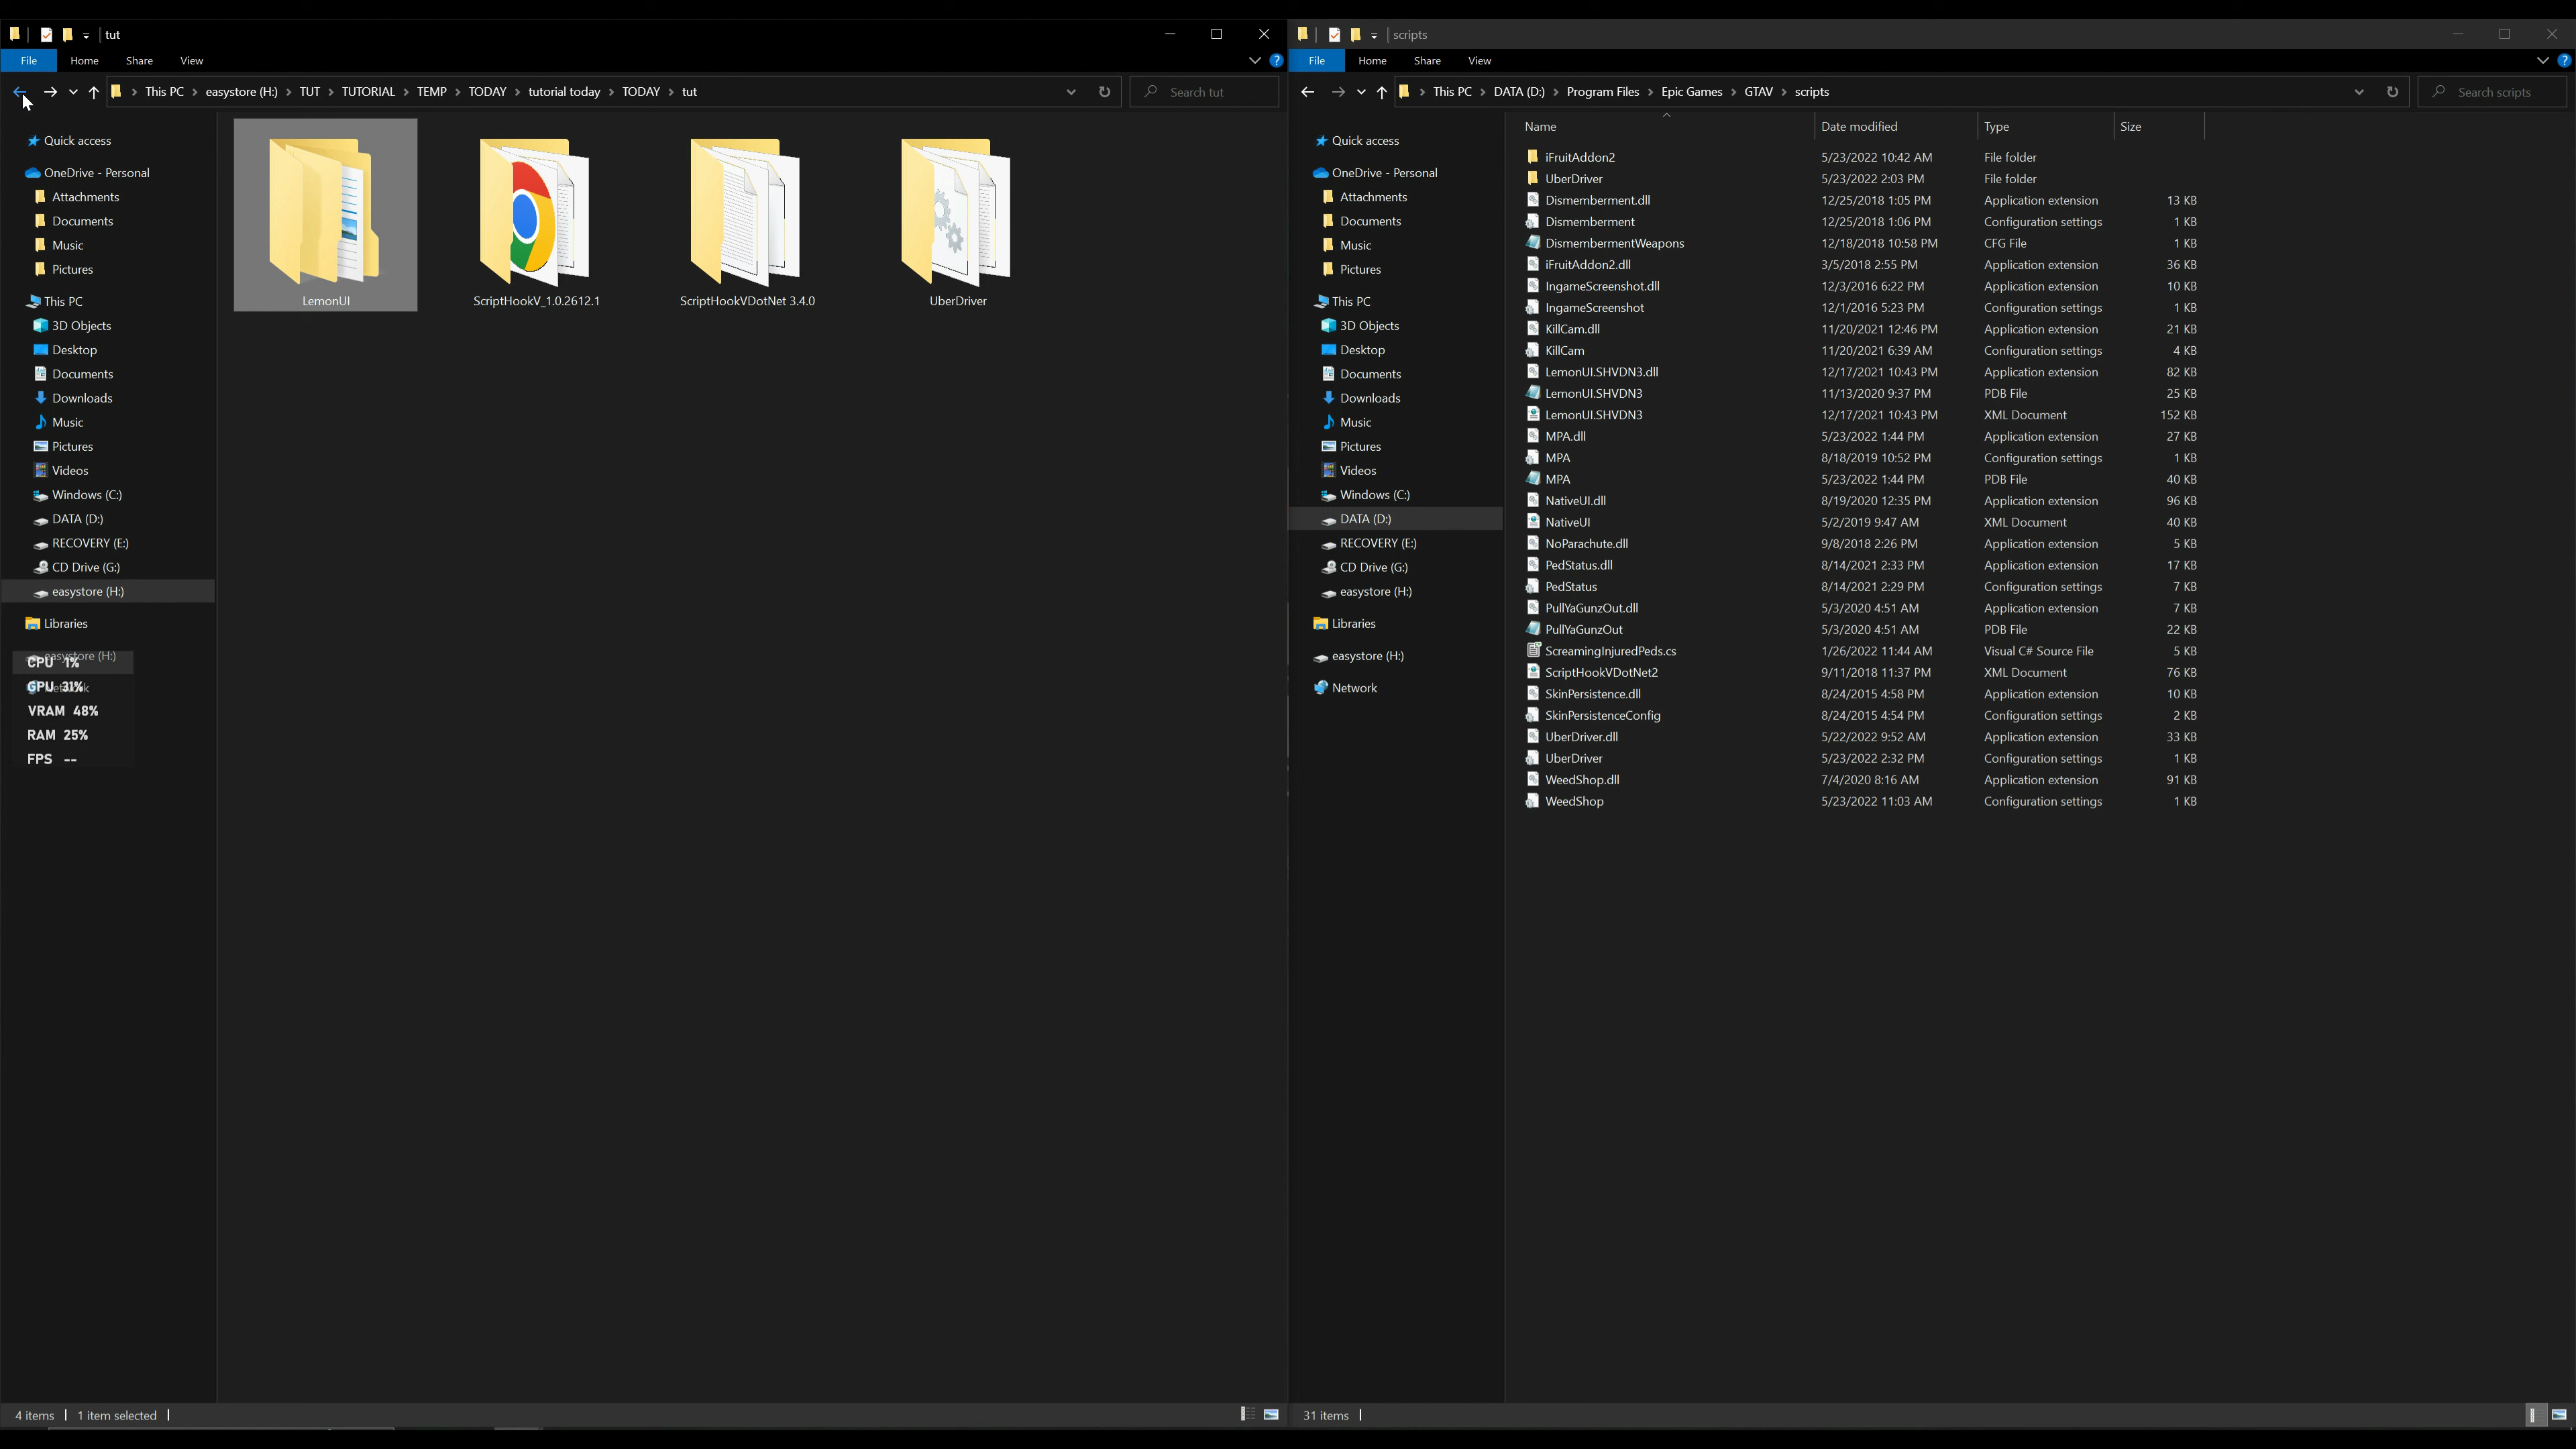 tut
File Home Share View
This PC easystore (H:) TUT TUTORIAL TEMP TODAY tutorial today TODAY tut
Search tut
Quick access
OneDrive - Personal
Attachments
Documents
Music
Pictures
This PC
3D Objects
Desktop
Documents
Downloads
Music
Pictures
Videos
Windows (C:)
DATA (D:)
RECOVERY (E:)
CD Drive (G:)
easystore (H:)
Libraries
easystore (H:)
CPU 1%
GPU 31%
VRAM 48%
RAM 25%
FPS --
LemonUI
ScriptHookV_1.0.2612.1
ScriptHookVDotNet 3.4.0
UberDriver
4 items 1 item selected
scripts
File Home Share View
This PC DATA (D:) Program Files Epic Games GTAV scripts
Search scripts
Quick access
OneDrive - Personal
Attachments
Documents
Music
Pictures
This PC
3D Objects
Desktop
Documents
Downloads
Music
Pictures
Videos
Windows (C:)
DATA (D:)
RECOVERY (E:)
CD Drive (G:)
easystore (H:)
Libraries
easystore (H:)
Network
Name Date modified Type Size
iFruitAddon2 5/23/2022 10:42 AM File folder
UberDriver 5/23/2022 2:03 PM File folder
Dismemberment.dll 12/25/2018 1:05 PM Application extension 13 KB
Dismemberment 12/25/2018 1:06 PM Configuration settings 1 KB
DismembermentWeapons 12/18/2018 10:58 PM CFG File 1 KB
iFruitAddon2.dll 3/5/2018 2:55 PM Application extension 36 KB
IngameScreenshot.dll 12/3/2016 6:22 PM Application extension 10 KB
IngameScreenshot 12/1/2016 5:23 PM Configuration settings 1 KB
KillCam.dll 11/20/2021 12:46 PM Application extension 21 KB
KillCam 11/20/2021 6:39 AM Configuration settings 4 KB
LemonUI.SHVDN3.dll 12/17/2021 10:43 PM Application extension 82 KB
LemonUI.SHVDN3 11/13/2020 9:37 PM PDB File 25 KB
LemonUI.SHVDN3 12/17/2021 10:43 PM XML Document 152 KB
MPA.dll 5/23/2022 1:44 PM Application extension 27 KB
MPA 8/18/2019 10:52 PM Configuration settings 1 KB
MPA 5/23/2022 1:44 PM PDB File 40 KB
NativeUI.dll 8/19/2020 12:35 PM Application extension 96 KB
NativeUI 5/2/2019 9:47 AM XML Document 40 KB
NoParachute.dll 9/8/2018 2:26 PM Application extension 5 KB
PedStatus.dll 8/14/2021 2:33 PM Application extension 17 KB
PedStatus 8/14/2021 2:29 PM Configuration settings 7 KB
PullYaGunzOut.dll 5/3/2020 4:51 AM Application extension 7 KB
PullYaGunzOut 5/3/2020 4:51 AM PDB File 22 KB
ScreamingInjuredPeds.cs 1/26/2022 11:44 AM Visual C# Source File 5 KB
ScriptHookVDotNet2 9/11/2018 11:37 PM XML Document 76 KB
SkinPersistence.dll 8/24/2015 4:58 PM Application extension 10 KB
SkinPersistenceConfig 8/24/2015 4:54 PM Configuration settings 2 KB
UberDriver.dll 5/22/2022 9:52 AM Application extension 33 KB
UberDriver 5/23/2022 2:32 PM Configuration settings 1 KB
WeedShop.dll 7/4/2020 8:16 AM Application extension 91 KB
WeedShop 5/23/2022 11:03 AM Configuration settings 1 KB
31 items